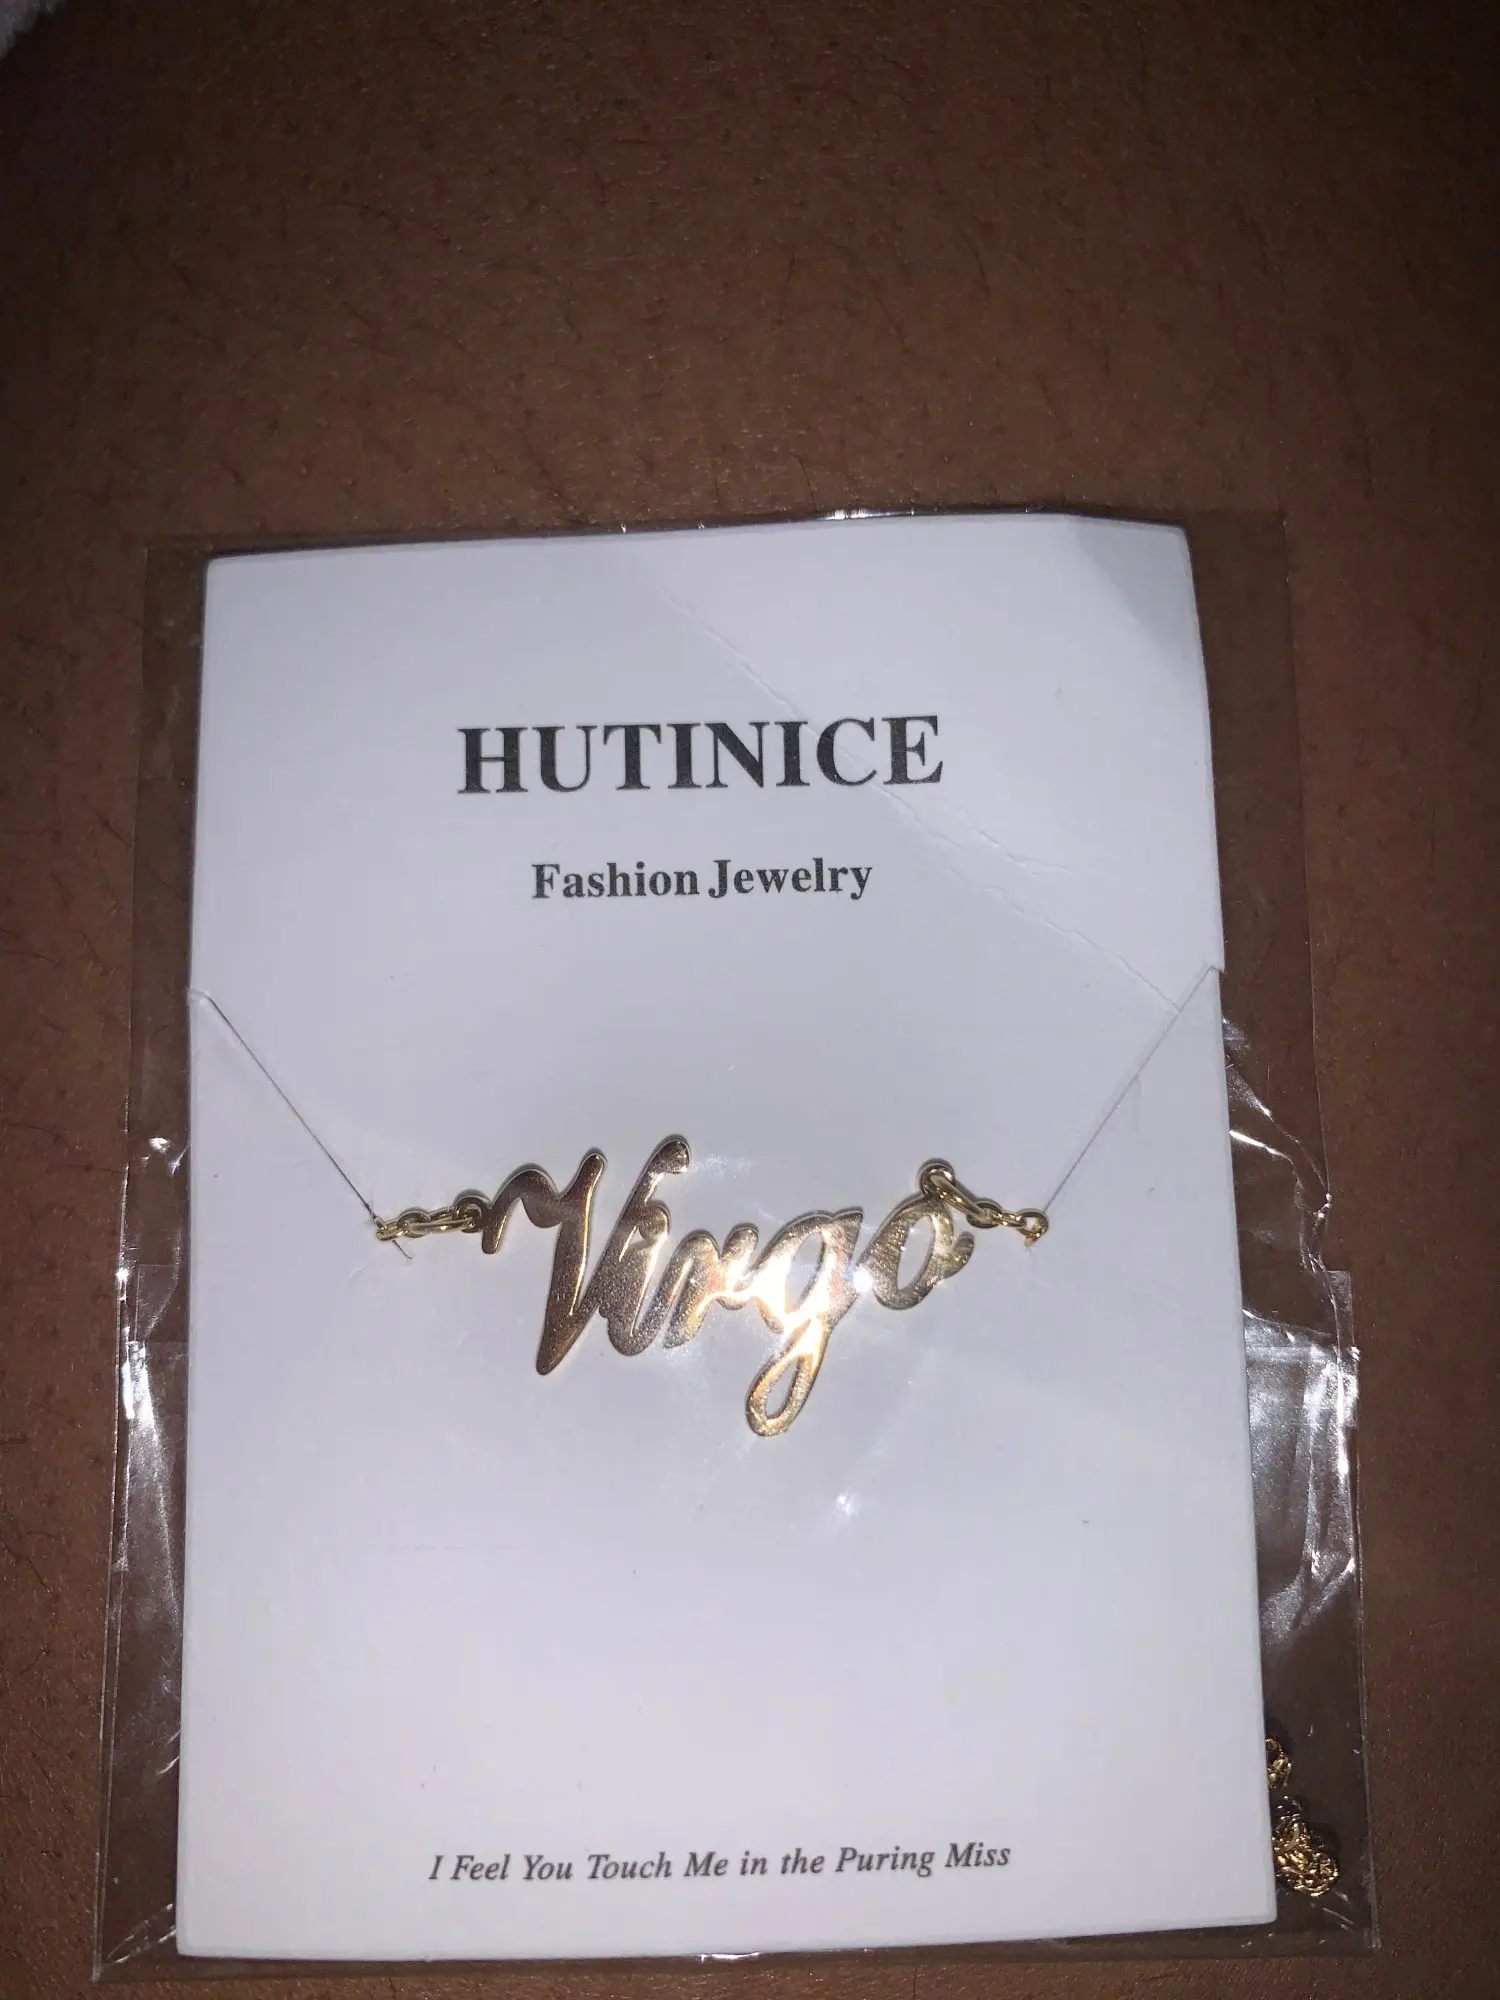 HUTINICE
Fashion Jewelry
Virgo
I Feel You Touch Me in the Puring Miss